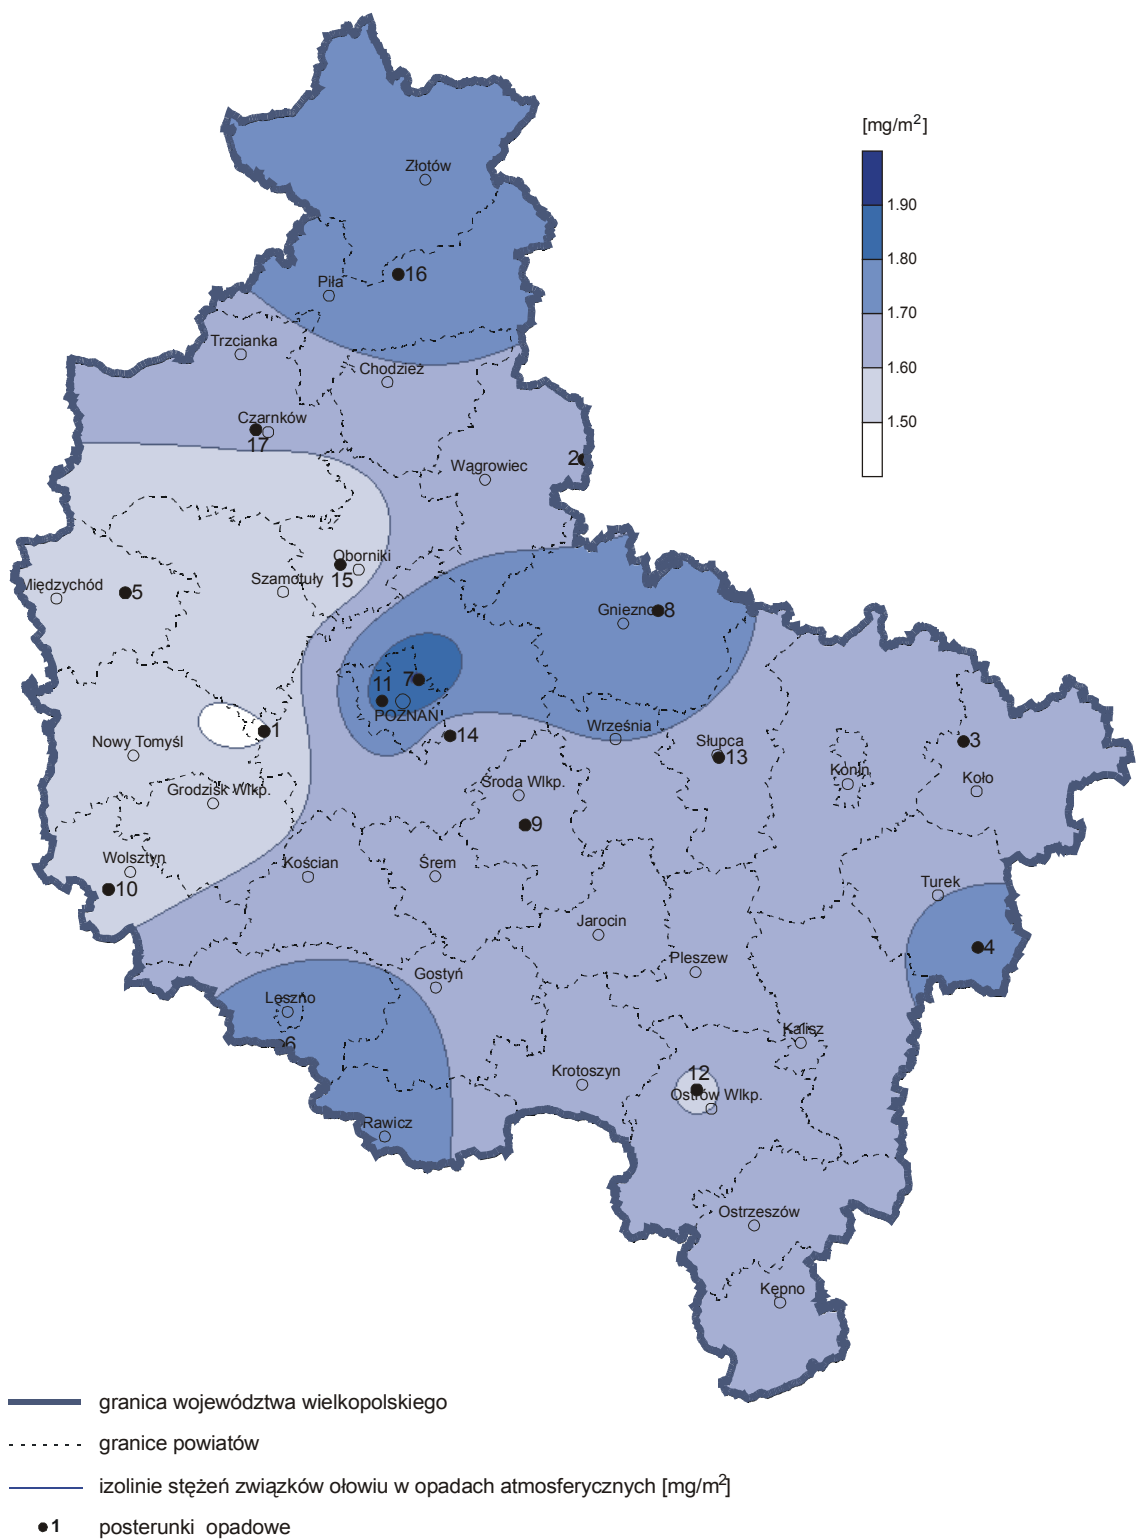 [mg/m²]
Złotów
1.90
1.80
16
Piła
1.70
Trzcianka
1.60
Chodzież
Czarnków
1.50
17
2
Wągrowiec
Oborniki
15
Szamotuły
Międzychód
5
Gniezno
8
7
11
POZNAŃ
1
14
Września
Nowy Tomyśl
Słupca
13
3
Konin
Koło
Grodzisk Wlkp.
Środa Wlkp.
9
Wolsztyn
10
Kościan
Śrem
Turek
Jarocin
4
Pleszew
Gostyń
Leszno
6
Kalisz
Krotoszyn
12
Ostrów Wlkp.
Rawicz
Ostrzeszów
Kępno
granica województwa wielkopolskiego
granice powiatów
izolinie stężeń związków ołowiu w opadach atmosferycznych [mg/m²]
1 posterunki opadowe